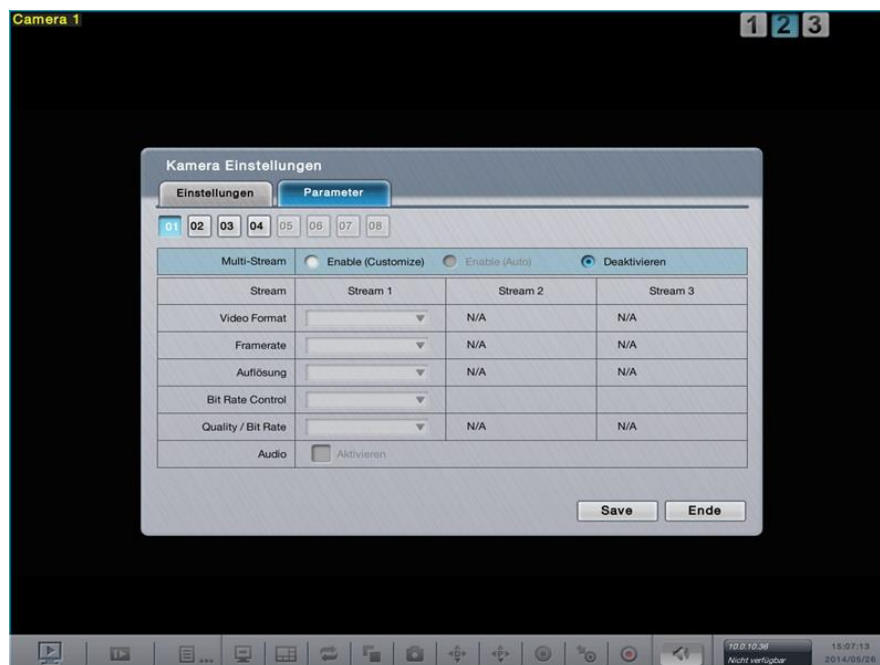 Camera 1
1 2 3
Kamera Einstellungen
Einstellungen Parameter
01 02 03 04 05 06 07 08
Multi-Stream Enable (Customize) Enable (Auto) Deaktivieren
Stream Stream 1 Stream 2 Stream 3
Video Format N/A N/A
Framerate N/A N/A
Auflösung N/A N/A
Bit Rate Control
Quality / Bit Rate N/A N/A
Audio Aktivieren
Save Ende
10.0.10.36 15:07:13
Nicht verfügbar 2014/05/26